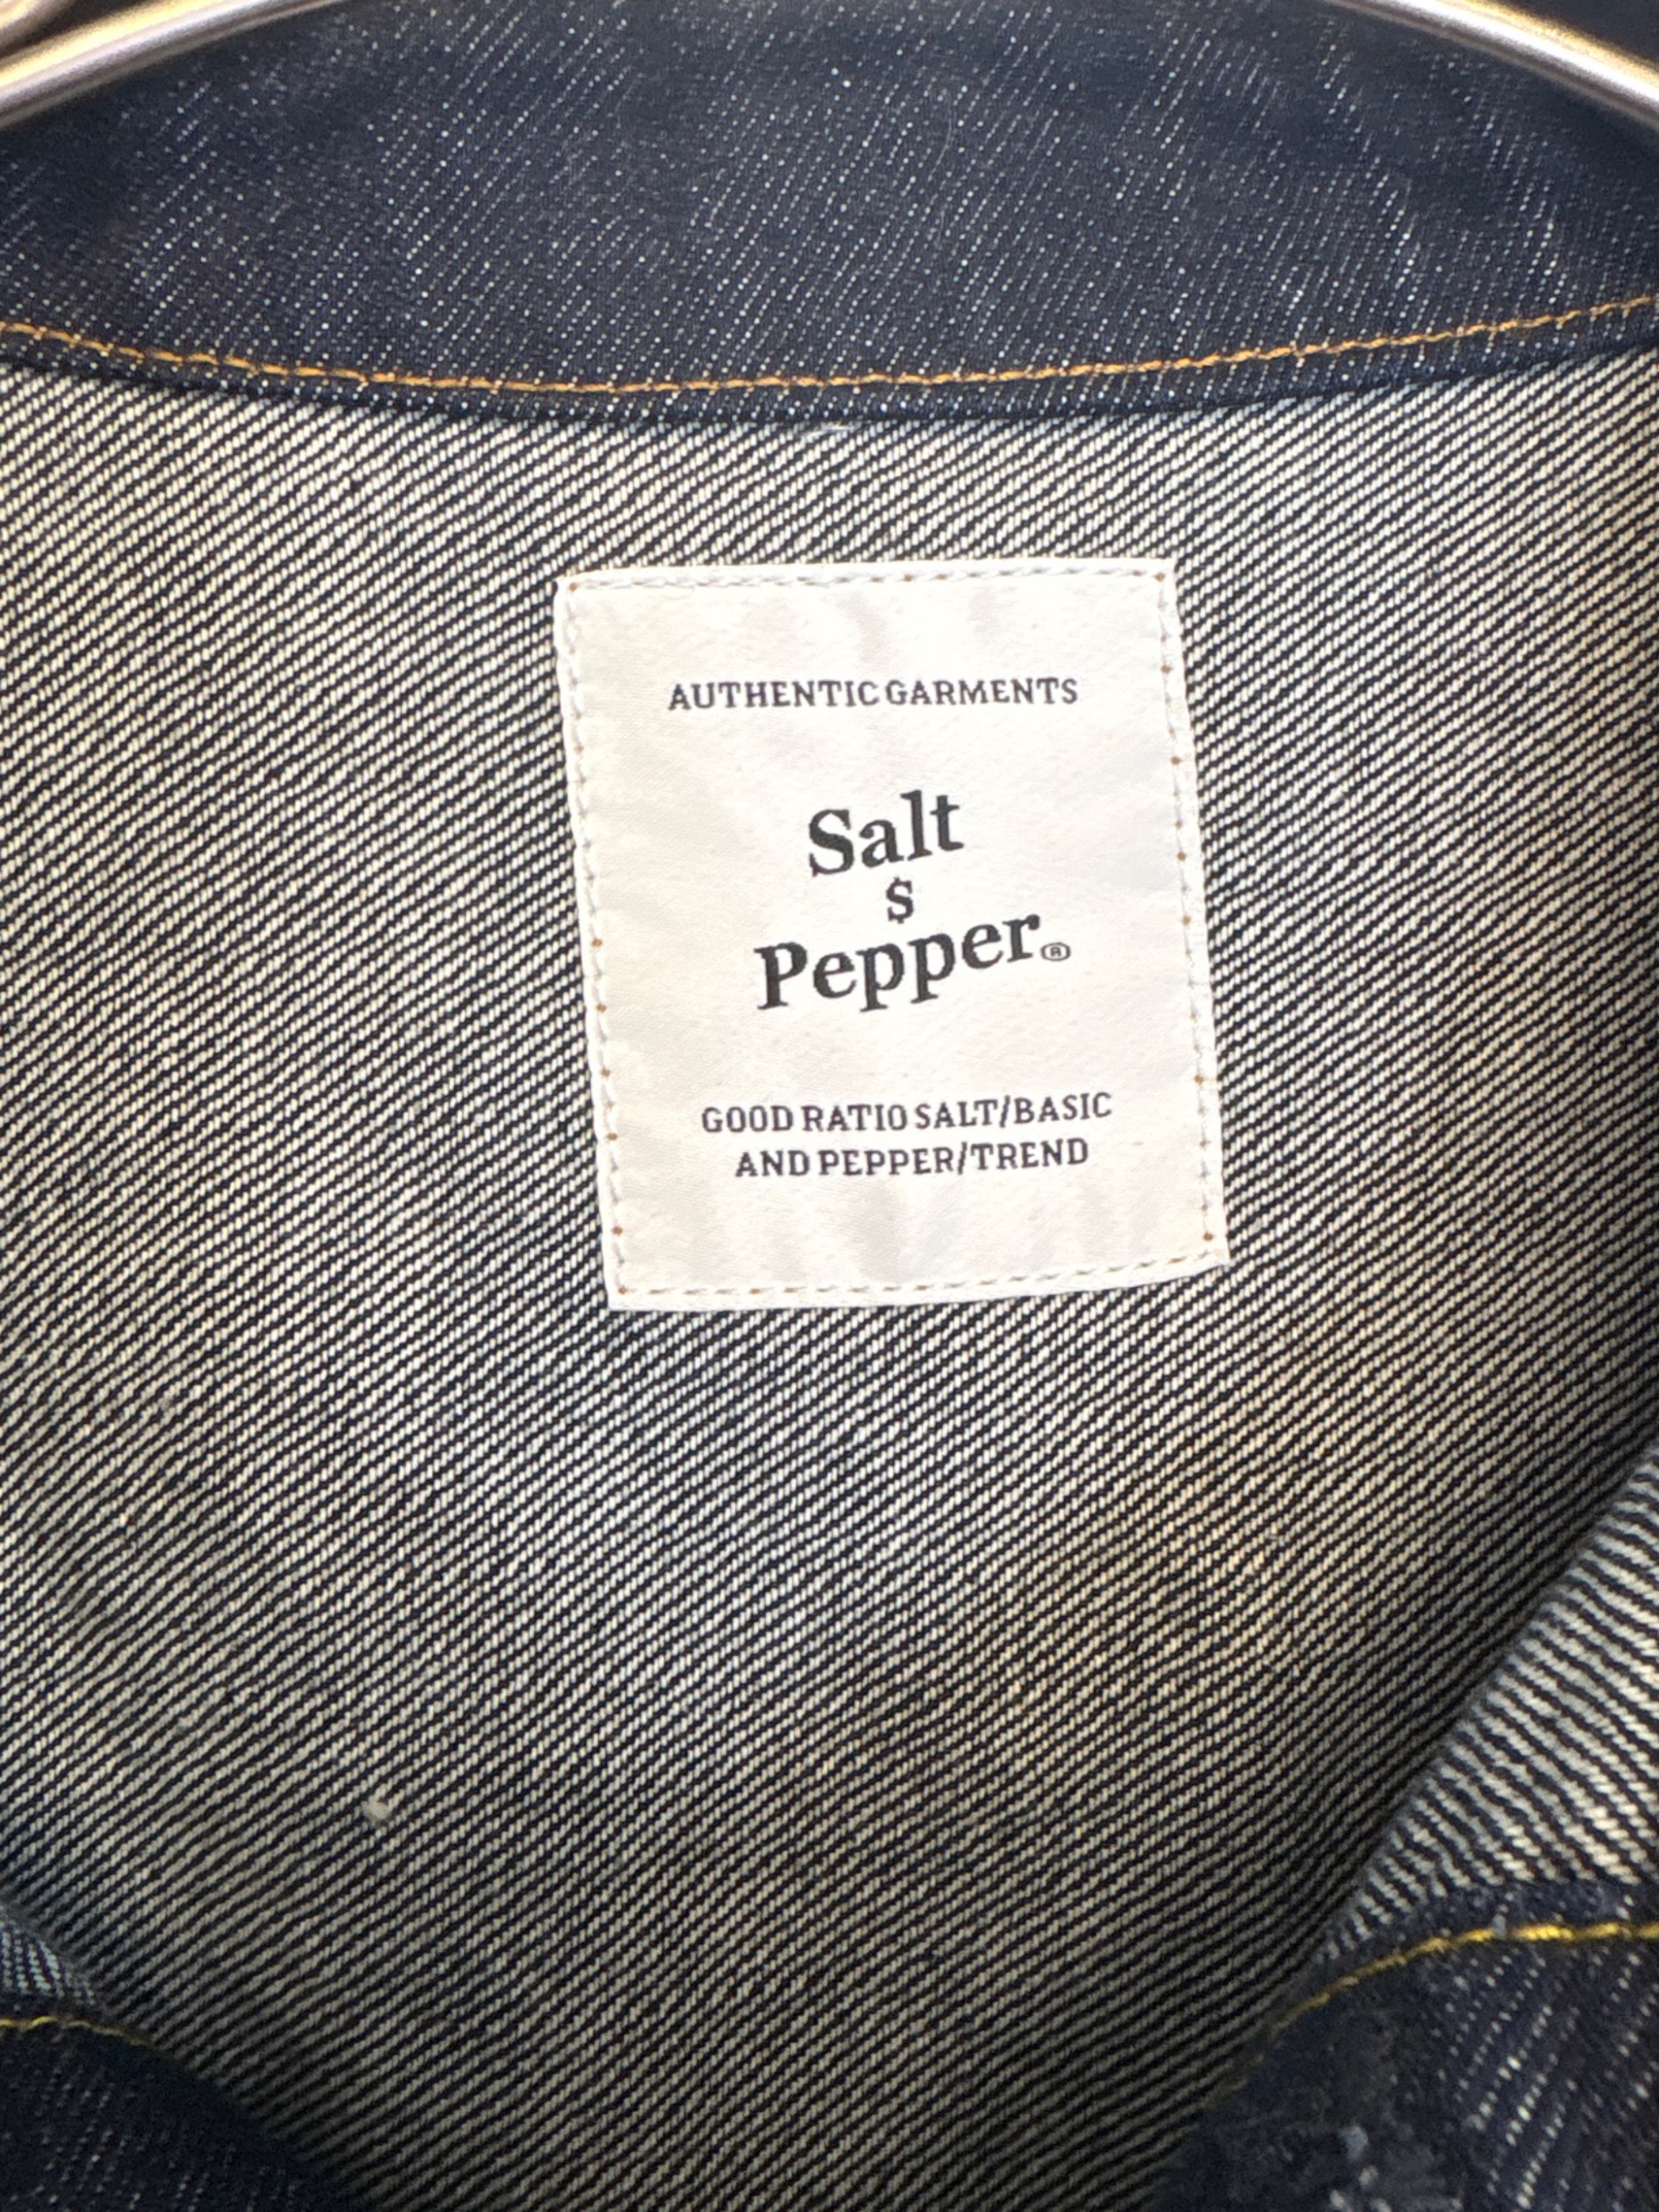 AUTHENTIC GARMENTS
Salt
$
Pepper®
GOOD RATIO SALT/BASIC
AND PEPPER/TREND